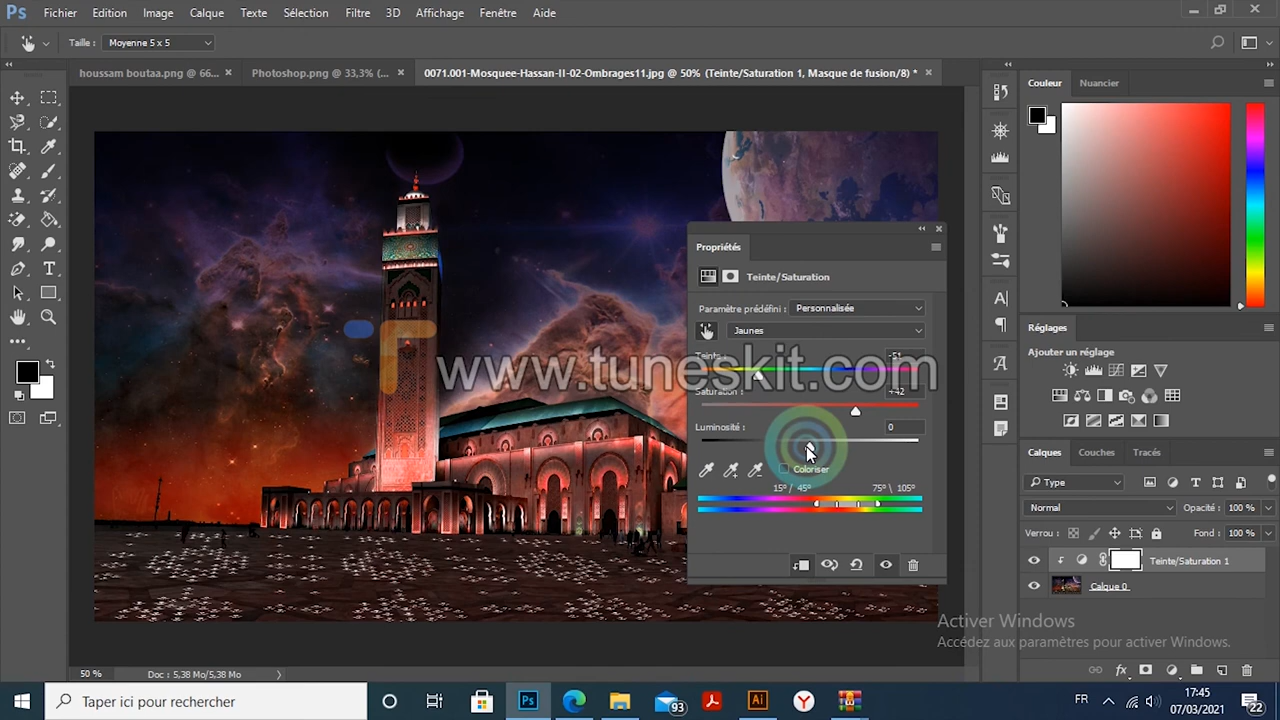 Ps Fichier Edition Image Calque Texte Sélection Filtre 3D Affichage Fenêtre Aide
Taille : Moyenne 5 x 5
houssam boutaa.png @ 66... × Photoshop.png @ 33,3% (... × 0071.001-Mosquee-Hassan-II-02-Ombrages11.jpg @ 50% (Teinte/Saturation 1, Masque de fusion/8) * ×
Couleur Nuancier
Propriétés
Teinte/Saturation
Paramètre prédéfini : Personnalisée
Jaunes
Teinte : -51
www.tuneskit.com
Saturation : +42
Luminosité : 0
Coloriser
15° / 45° 75° \ 105°
Réglages
Ajouter un réglage
Calques Couches Tracés
Type
Normal Opacité : 100 %
Verrou : Fond : 100 %
Teinte/Saturation 1
Calque 0
Activer Windows
Accédez aux paramètres pour activer Windows.
50 % Doc : 5,38 Mo/5,38 Mo
Taper ici pour rechercher
Ps
93
Ai
FR
17:45
07/03/2021
22